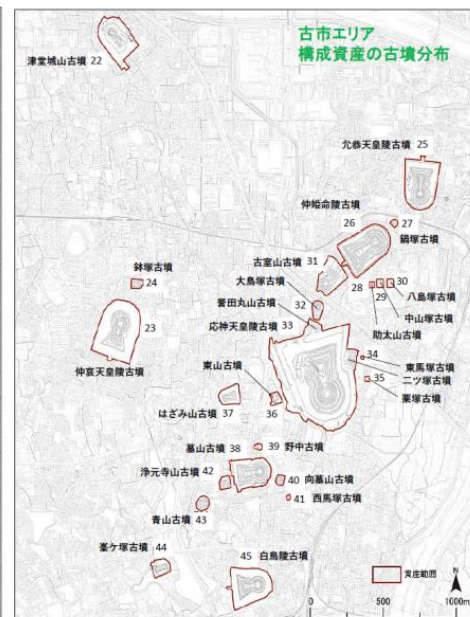 古市エリア
構成資産の古墳分布
津堂城山古墳 22
允恭天皇陵古墳 25
仲姫命陵古墳
26
27
鍋塚古墳
古室山古墳 31
鉢塚古墳
24
大鳥塚古墳
28
29
30
八島塚古墳
中山塚古墳
助太山古墳
誉田丸山古墳
32
応神天皇陵古墳 33
23
仲哀天皇陵古墳
34
東馬塚古墳
二ツ塚古墳
35
栗塚古墳
東山古墳
はざみ山古墳 37
36
墓山古墳 38
39 野中古墳
浄元寺山古墳 42
40 向墓山古墳
41 西馬塚古墳
43
青山古墳
峯ケ塚古墳 44
45 白鳥陵古墳
資産範囲
N
0 500 1000m